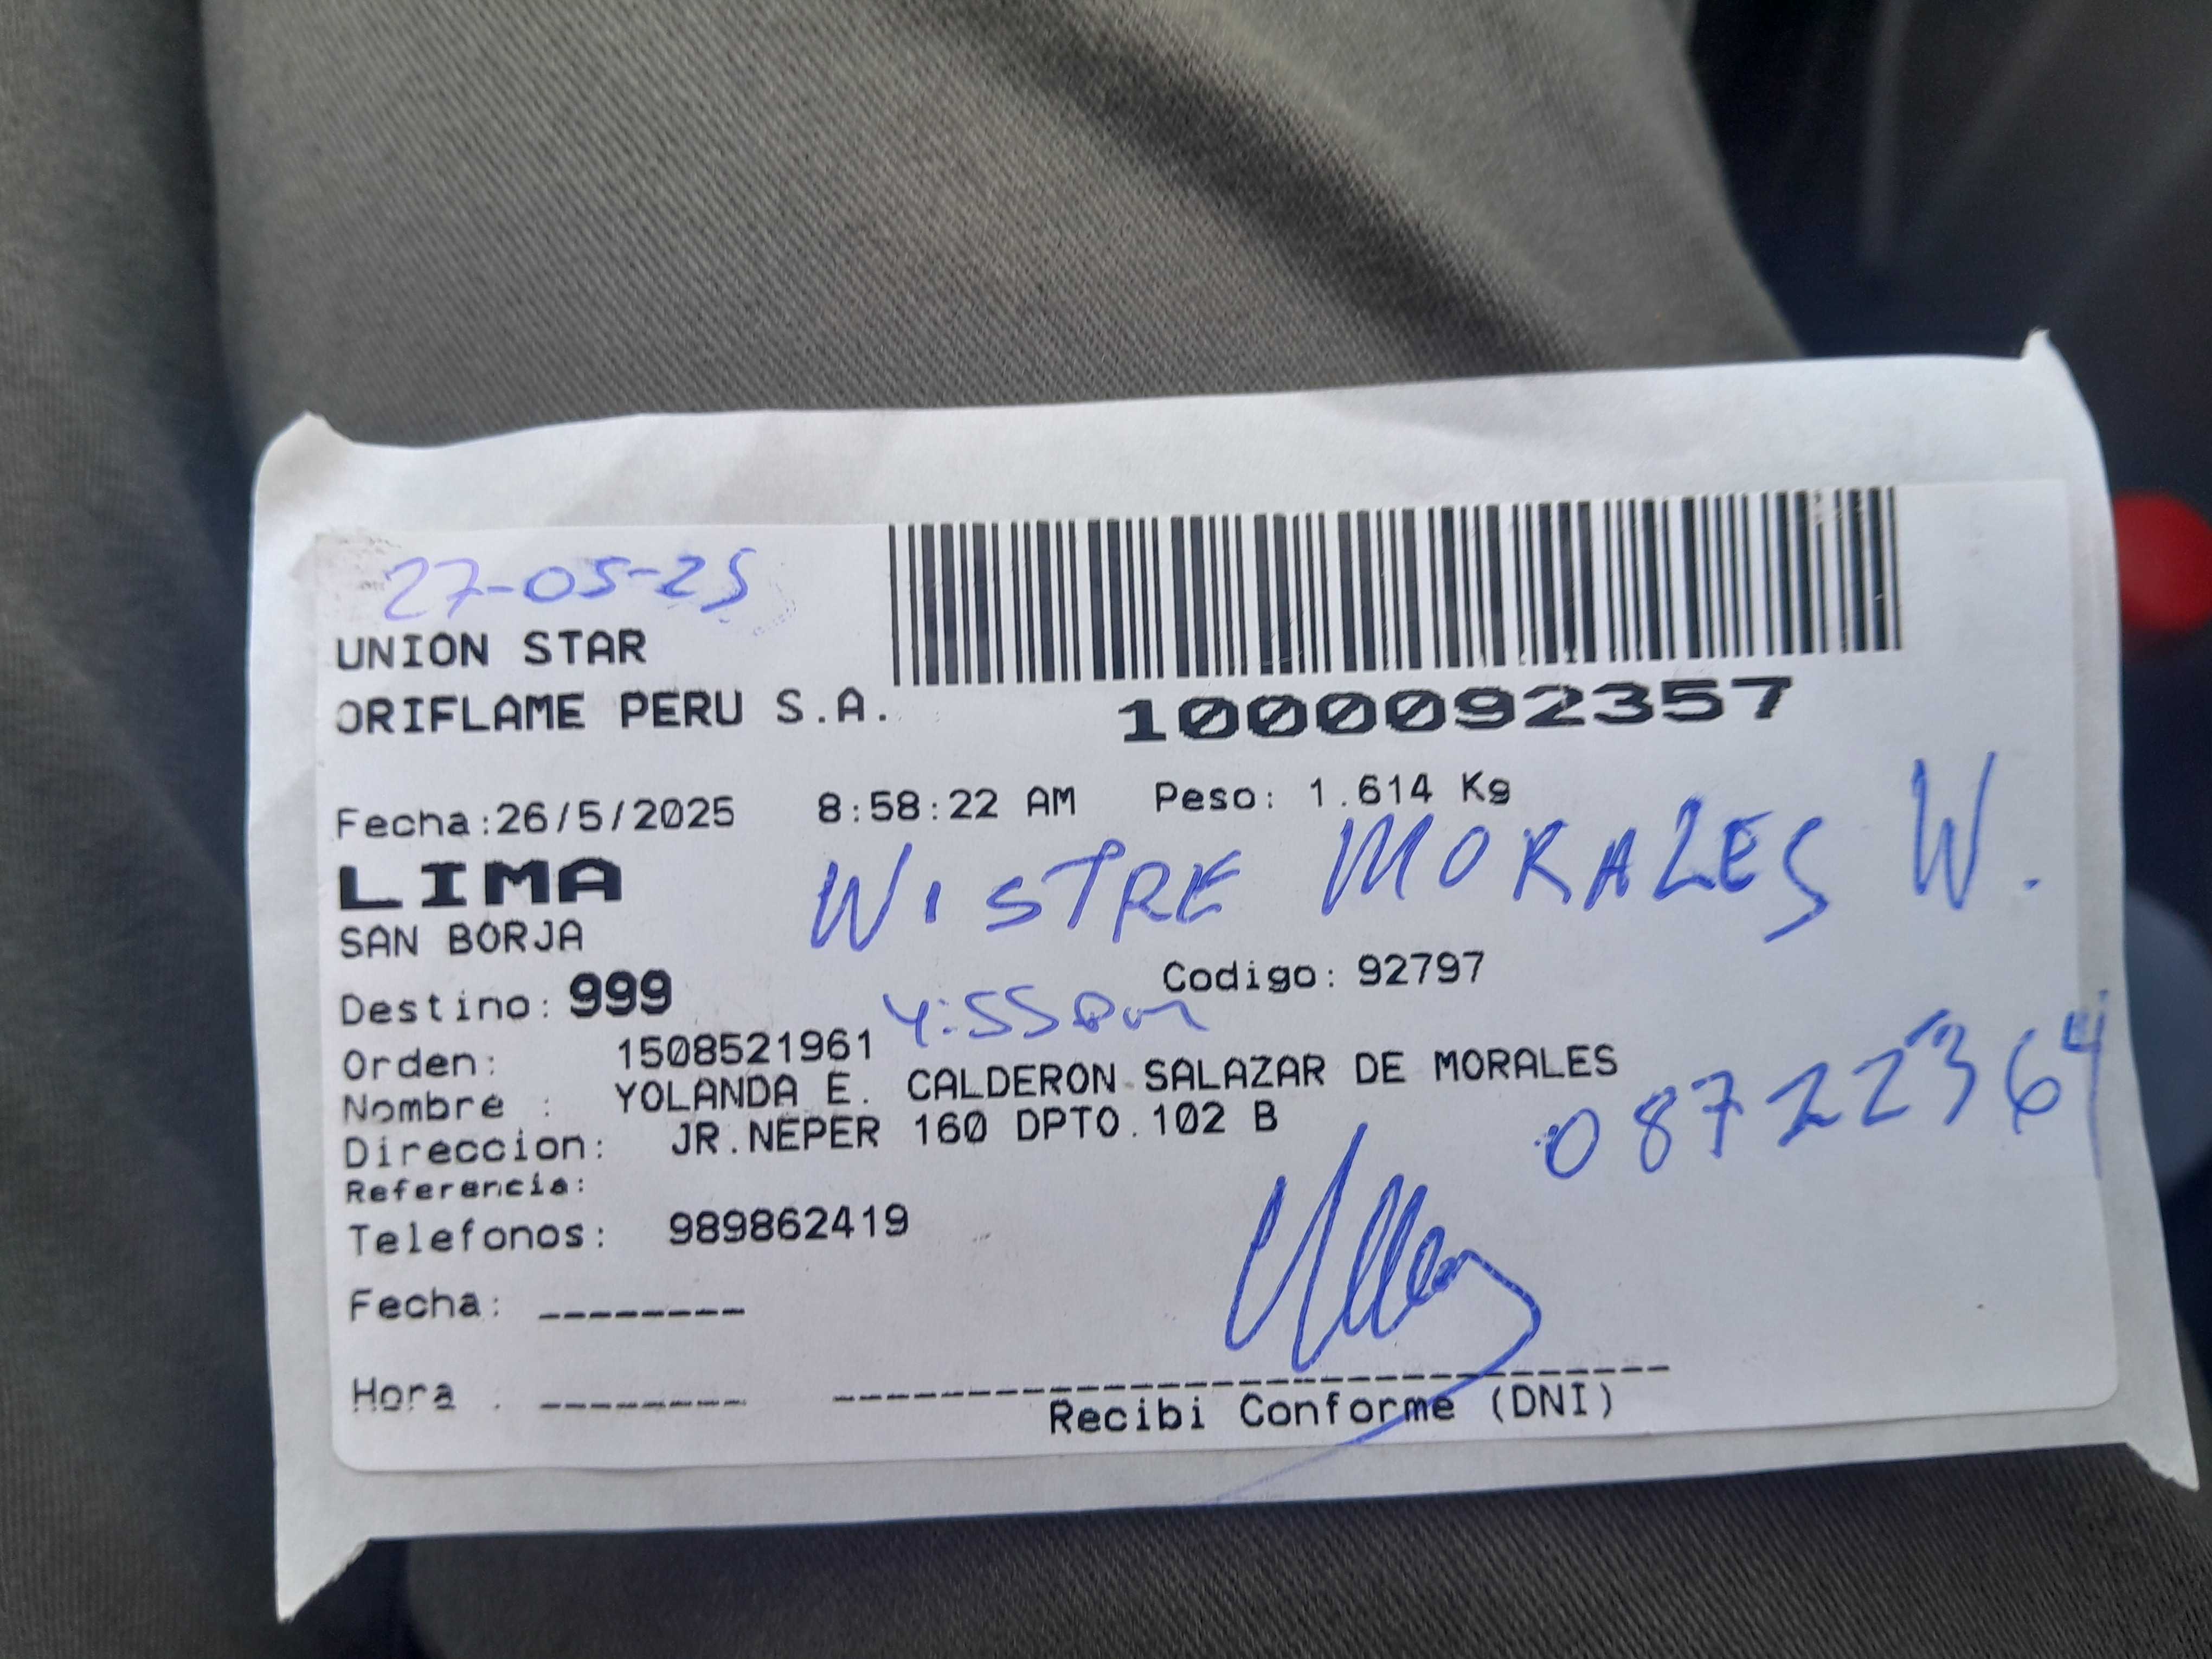 27-05-25
UNION STAR
ORIFLAME PERU S.A.
1000092357
Fecha:26/5/2025 8:58:22 AM Peso: 1.614 Kg
LIMA
WISTRE MORALES W.
SAN BORJA
Destino: 999 Codigo: 92797
4:55 pm
Orden: 1508521961
Nombre : YOLANDA E. CALDERON SALAZAR DE MORALES
Direccion: JR.NEPER 160 DPTO.102 B
08722364
Referencia:
Telefonos: 989862419
Fecha: --------
Hora . --------
Recibi Conforme (DNI)